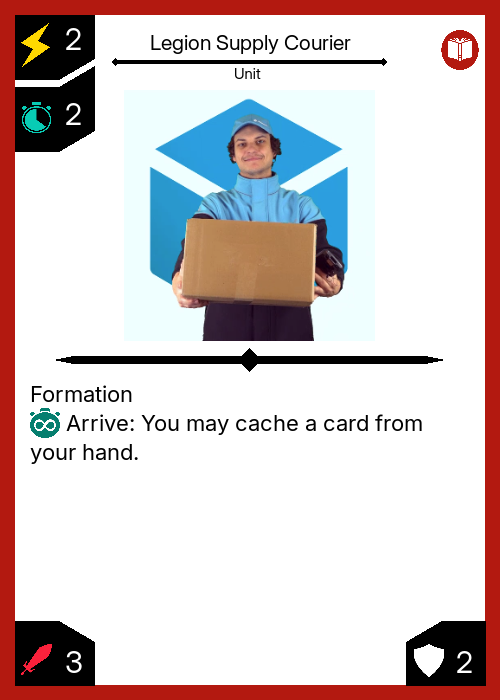 2
Legion Supply Courier
Unit
2
Formation
Arrive: You may cache a card from
your hand.
3
2